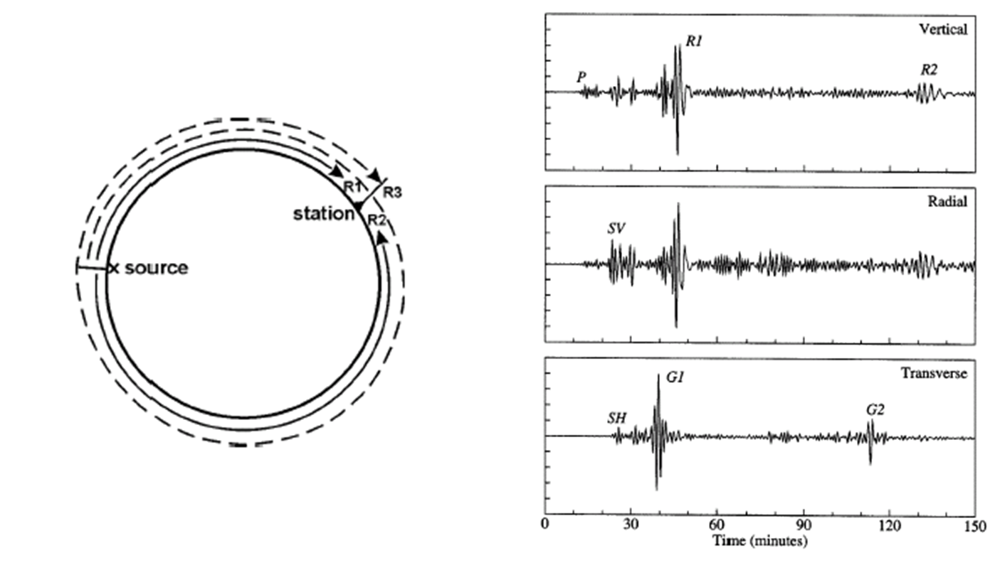 R1
R3
station
R2
x source
Vertical
P
R1
R2
Radial
SV
Transverse
SH
G1
G2
0 30 60 90 120 150
Time (minutes)